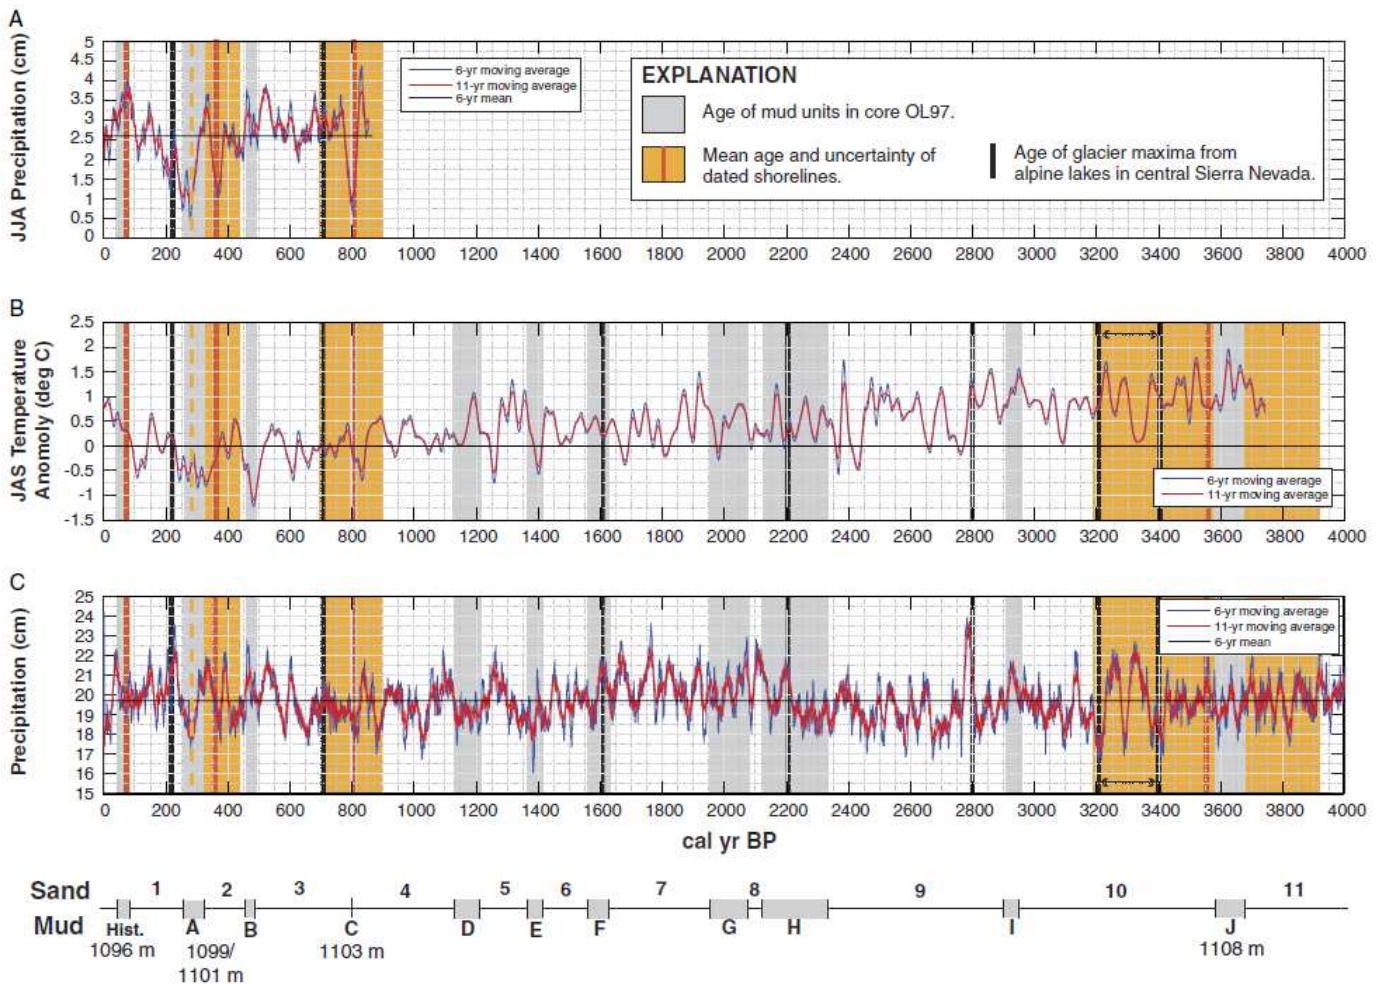 A
JJA Precipitation (cm)
5
4.5
4
3.5
3
2.5
2
1.5
1
0.5
0
6-yr moving average
11-yr moving average
6-yr mean
EXPLANATION
Age of mud units in core OL97.
Mean age and uncertainty of
dated shorelines.
Age of glacier maxima from
alpine lakes in central Sierra Nevada.
0 200 400 600 800 1000 1200 1400 1600 1800 2000 2200 2400 2600 2800 3000 3200 3400 3600 3800 4000
B
JAS Temperature
Anomoly (deg C)
2.5
2
1.5
1
0.5
0
-0.5
-1
-1.5
6-yr moving average
11-yr moving average
0 200 400 600 800 1000 1200 1400 1600 1800 2000 2200 2400 2600 2800 3000 3200 3400 3600 3800 4000
C
Precipitation (cm)
25
24
23
22
21
20
19
18
17
16
15
6-yr moving average
11-yr moving average
6-yr mean
0 200 400 600 800 1000 1200 1400 1600 1800 2000 2200 2400 2600 2800 3000 3200 3400 3600 3800 4000
cal yr BP
Sand 1 2 3 4 5 6 7 8 9 10 11
Mud Hist. A B C D E F G H I J
1096 m 1099/ 1103 m 1108 m
1101 m